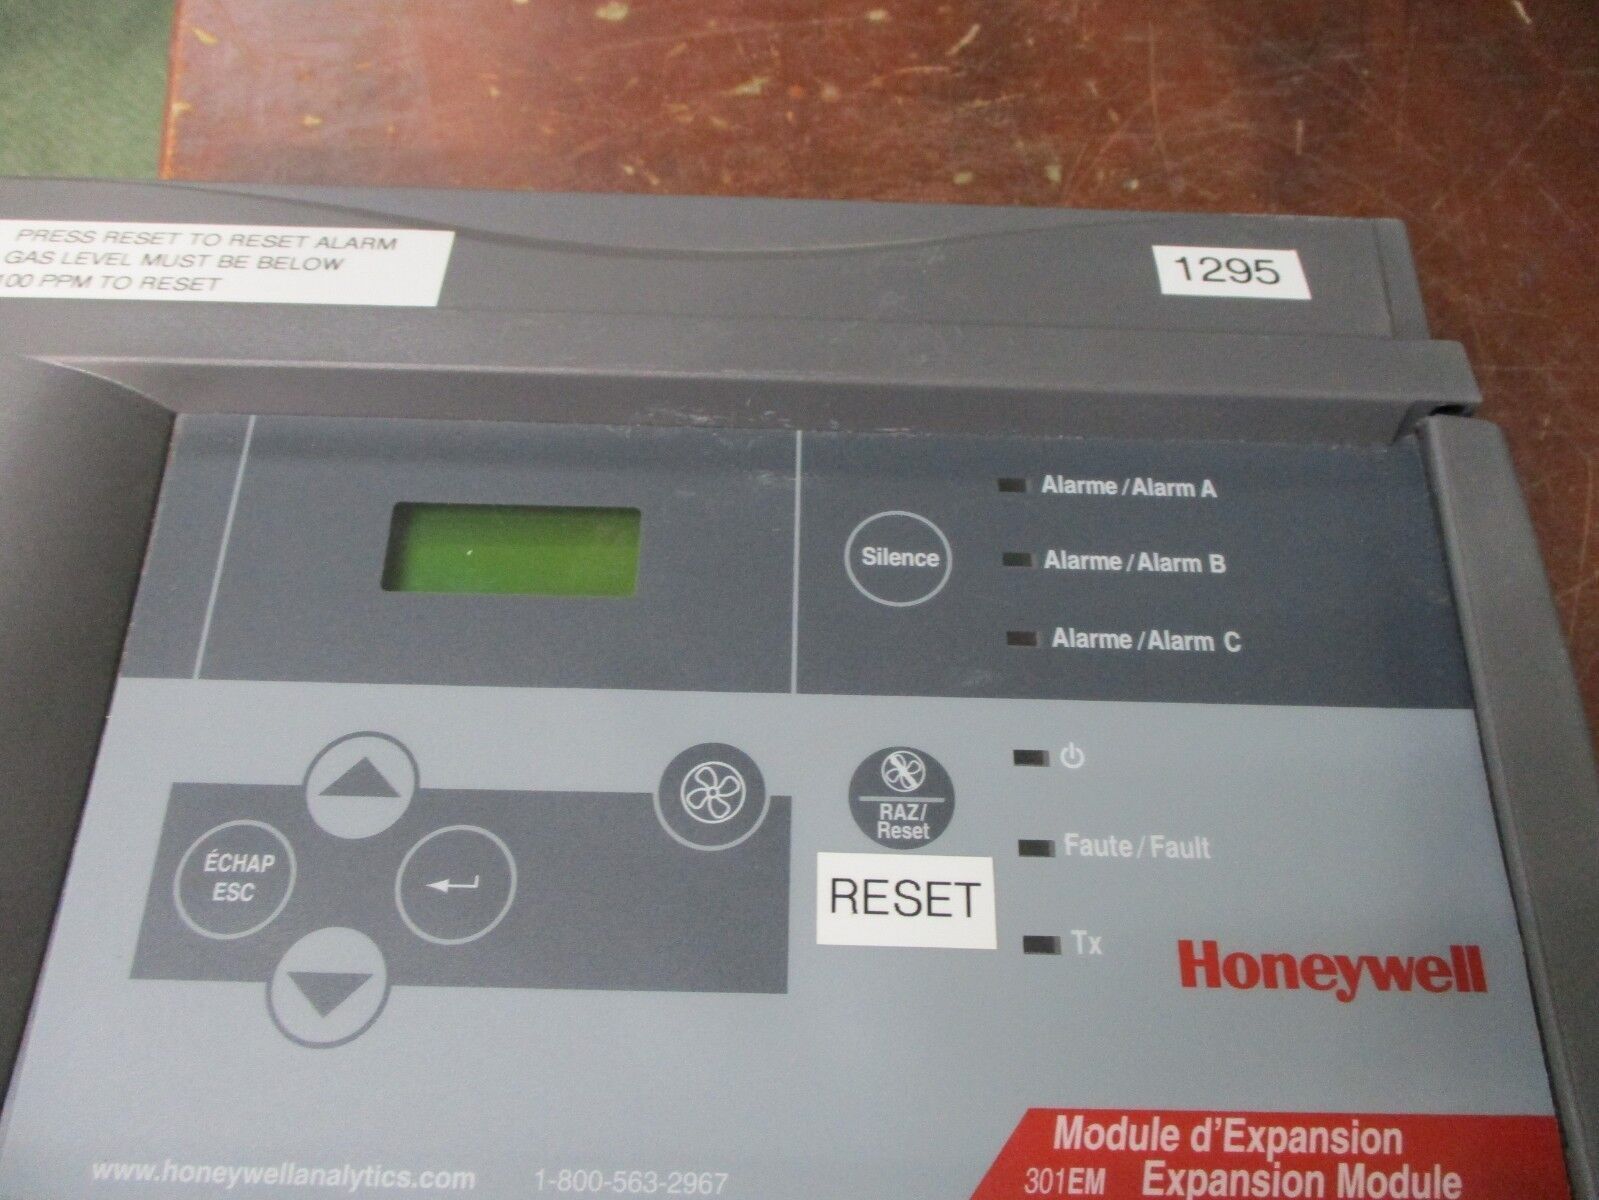 PRESS RESET TO RESET ALARM
GAS LEVEL MUST BE BELOW
100 PPM TO RESET
1295
Silence
Alarme / Alarm A
Alarme / Alarm B
Alarme / Alarm C
ÉCHAP
ESC
RAZ/
Reset
RESET
Faute / Fault
Tx
Honeywell
Module d'Expansion
301EM Expansion Module
www.honeywellanalytics.com 1-800-563-2967